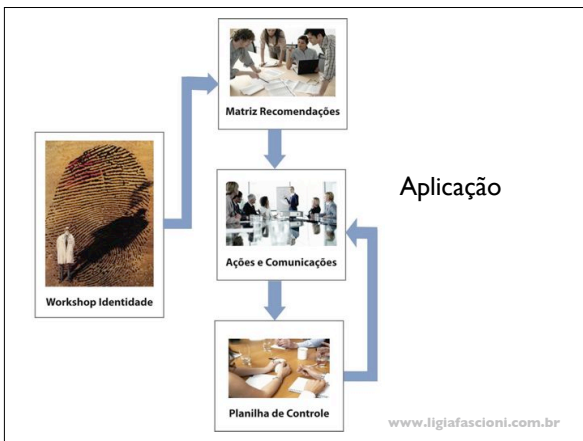 Matriz Recomendações
Aplicação
Ações e Comunicações
Workshop Identidade
Planilha de Controle
www.ligiafascioni.com.br